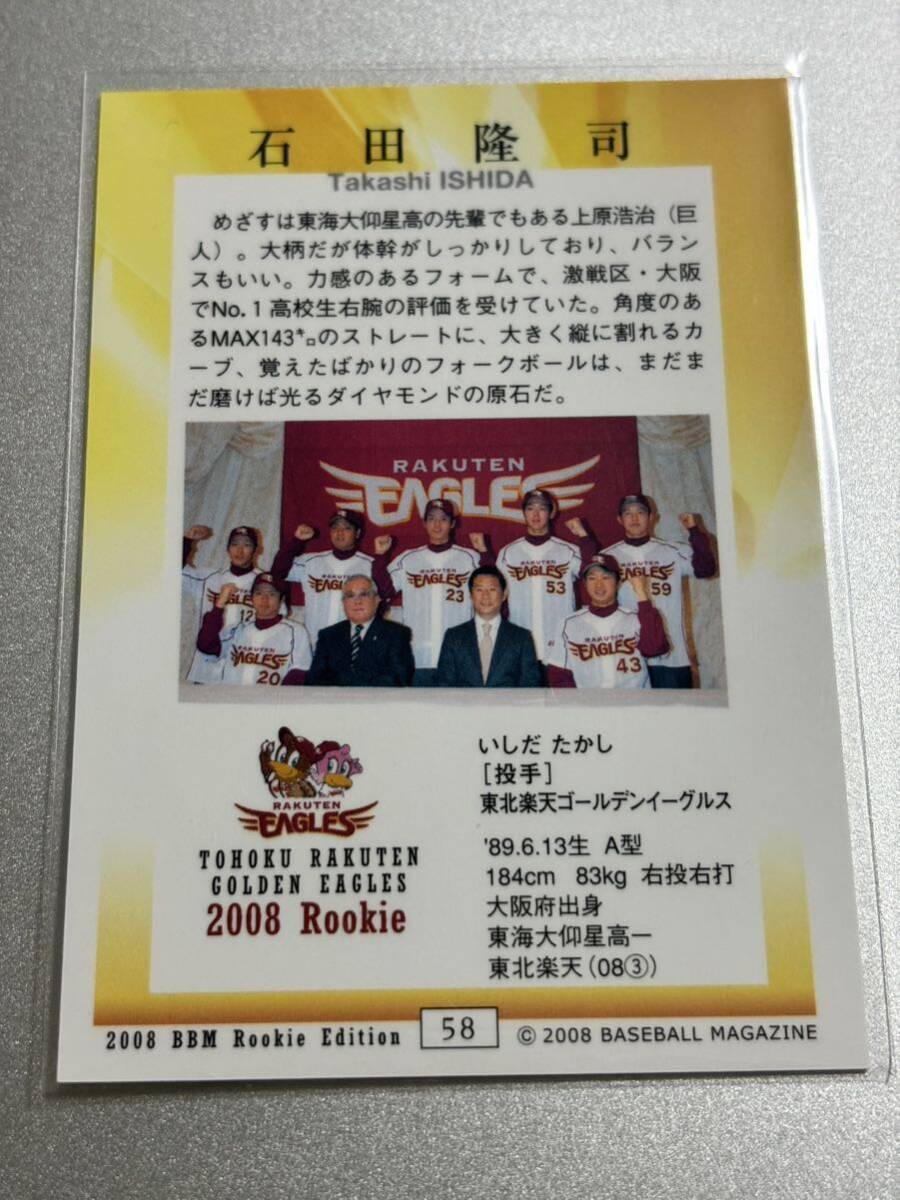 石田隆司
Takashi ISHIDA
めざすは東海大仰星高の先輩でもある上原浩治（巨
人）。大柄だが体幹がしっかりしており、バラン
スもいい。力感のあるフォームで、激戦区・大阪
でNo.1高校生右腕の評価を受けていた。角度のあ
るMAX143㌔のストレートに、大きく縦に割れるカ
ーブ、覚えたばかりのフォークボールは、まだま
だ磨けば光るダイヤモンドの原石だ。
RAKUTEN
EAGLES
RAKUTEN
EAGLES
12
RAKUTEN
EAGLES
RAKUTEN
EAGLES
23
RAKUTEN
EAGLES
53
RAKUTEN
EAGLES
59
EAGLES
20
RAKUTEN
EAGLES
43
RAKUTEN
EAGLES
TOHOKU RAKUTEN
GOLDEN EAGLES
2008 Rookie
いしだ たかし
［投手］
東北楽天ゴールデンイーグルス
'89.6.13生 A型
184cm 83kg 右投右打
大阪府出身
東海大仰星高ー
東北楽天（08③）
2008 BBM Rookie Edition
58
© 2008 BASEBALL MAGAZINE